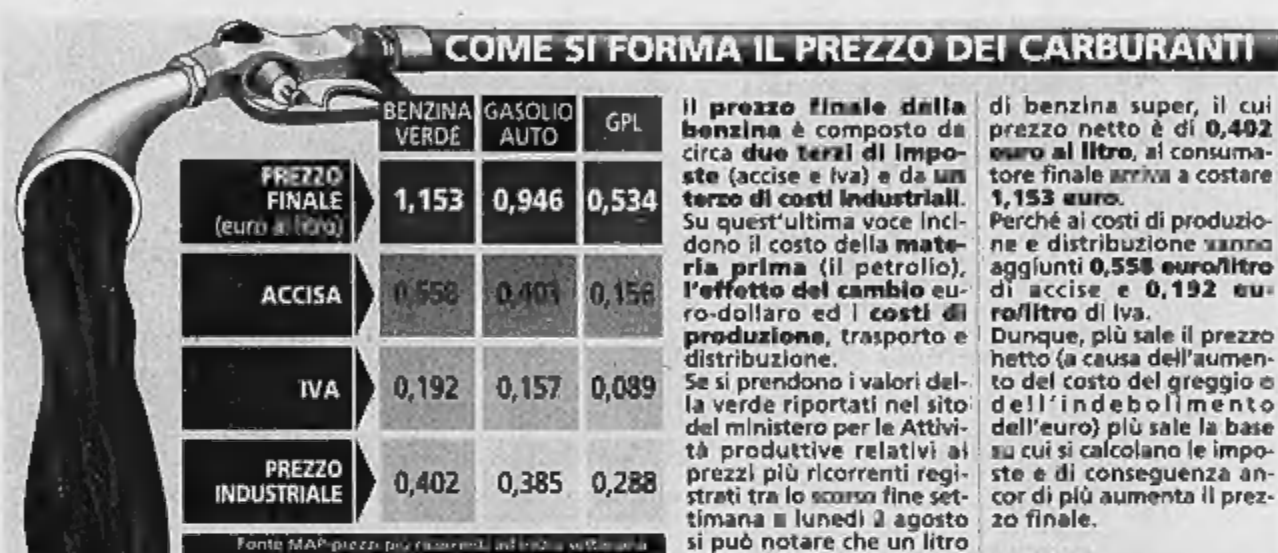 COME SI FORMA IL PREZZO DEI CARBURANTI
BENZINA VERDE
GASOLIO AUTO
GPL
PREZZO FINALE (euro al litro)
1,153 0,946 0,534
ACCISA
0,558 0,403 0,156
IVA
0,192 0,157 0,089
PREZZO INDUSTRIALE
0,402 0,385 0,288
Fonte MAP-prezzi più ricorrenti ad
Il prezzo finale della
benzina è composto da
circa due terzi di impo-
ste (accise e iva) e da un
terzo di costi industriali.
Su quest'ultima voce inci-
dono il costo della mate-
ria prima (il petrolio),
l'effetto del cambio eu-
ro-dollaro ed i costi di
produzione, trasporto e
distribuzione.
Se si prendono i valori del-
la verde riportati nel sito
del ministero per le Attivi-
tà produttive relativi ai
prezzi più ricorrenti regi-
strati tra lo scorso fine set-
timana e lunedì 2 agosto
si può notare che un litro
di benzina super, il cui
prezzo netto è di 0,402
euro al litro, al consuma-
tore finale arriva a costare
1,153 euro.
Perché ai costi di produzio-
ne e distribuzione vanno
aggiunti 0,558 euro/litro
di accise e 0,192 eu-
ro/litro di Iva.
Dunque, più sale il prezzo
netto (a causa dell'aumen-
to del costo del greggio e
dell'indebolimento
dell'euro) più sale la base
su cui si calcolano le impo-
ste e di conseguenza an-
cor di più aumenta il prez-
zo finale.